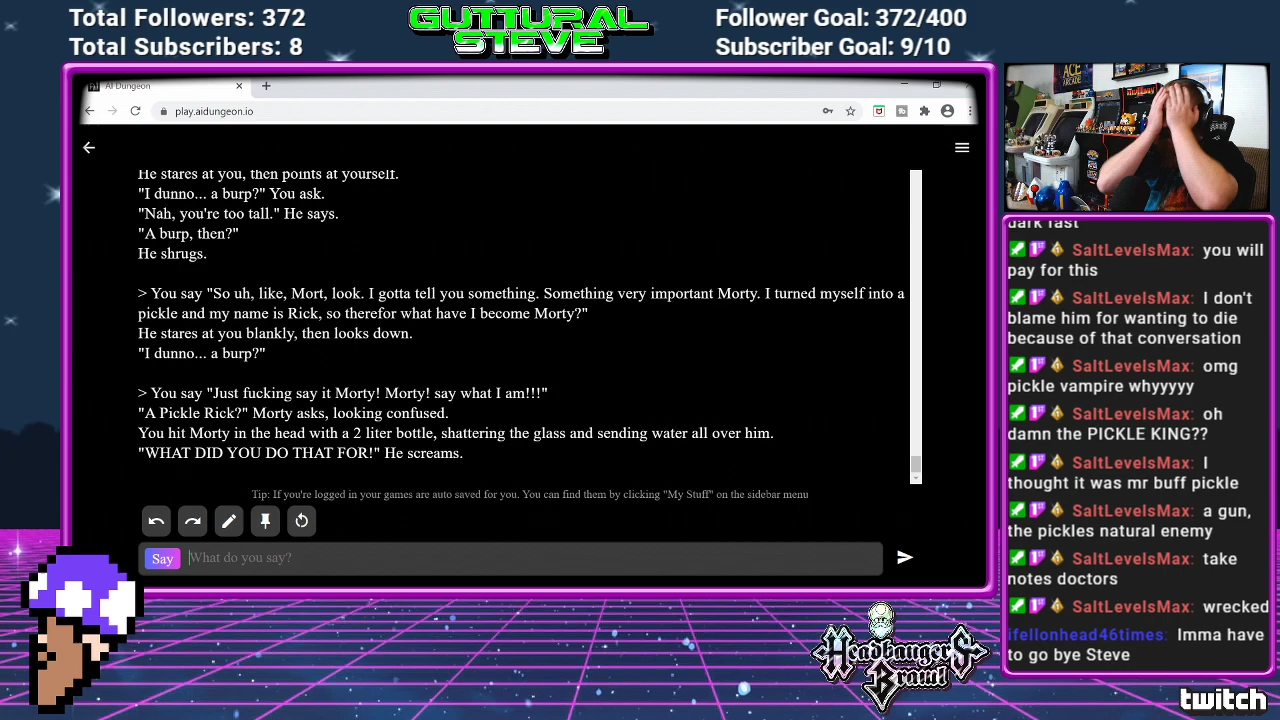 Total Followers: 372
Total Subscribers: 8
GUTTURAL
STEVE
Follower Goal: 372/400
Subscriber Goal: 9/10
AI Dungeon
play.aidungeon.io
He stares at you, then points at yourself.
"I dunno... a burp?" You ask.
"Nah, you're too tall." He says.
"A burp, then?"
He shrugs.
> You say "So uh, like, Mort, look. I gotta tell you something. Something very important Morty. I turned myself into a
pickle and my name is Rick, so therefor what have I become Morty?"
He stares at you blankly, then looks down.
"I dunno... a burp?"
> You say "Just fucking say it Morty! Morty! say what I am!!!"
"A Pickle Rick?" Morty asks, looking confused.
You hit Morty in the head with a 2 liter bottle, shattering the glass and sending water all over him.
"WHAT DID YOU DO THAT FOR!" He screams.
Tip: If you're logged in your games are auto saved for you. You can find them by clicking "My Stuff" on the sidebar menu
Say What do you say?
ACE
ARCADE
dark fast
SaltLevelsMax: you will
pay for this
SaltLevelsMax: I don't
blame him for wanting to die
because of that conversation
SaltLevelsMax: omg
pickle vampire whyyyyy
SaltLevelsMax: oh
damn the PICKLE KING??
SaltLevelsMax: I
thought it was mr buff pickle
SaltLevelsMax: a gun,
the pickles natural enemy
SaltLevelsMax: take
notes doctors
SaltLevelsMax: wrecked
ifellonhead46times: Imma have
to go bye Steve
Headbangers
Brawl
twitch